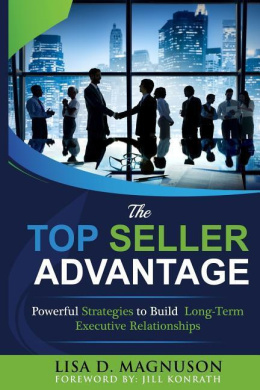 The
TOP SELLER
ADVANTAGE
Powerful Strategies to Build Long-Term
Executive Relationships
LISA D. MAGNUSON
FOREWORD BY: JILL KONRATH